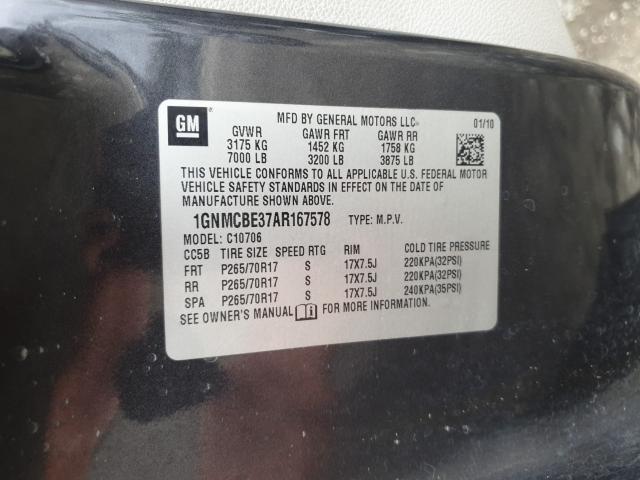 GM
MFD BY GENERAL MOTORS LLC
01/10
GVWR GAWR FRT GAWR RR
3175 KG 1452 KG 1758 KG
7000 LB 3200 LB 3875 LB
THIS VEHICLE CONFORMS TO ALL APPLICABLE U.S. FEDERAL MOTOR
VEHICLE SAFETY STANDARDS IN EFFECT ON THE DATE OF
MANUFACTURE SHOWN ABOVE.
1GNMCBE37AR167578 TYPE: M.P.V.
MODEL: C10706
CC5B TIRE SIZE SPEED RTG RIM COLD TIRE PRESSURE
FRT P265/70R17 S 17X7.5J 220KPA(32PSI)
RR P265/70R17 S 17X7.5J 220KPA(32PSI)
SPA P265/70R17 S 17X7.5J 240KPA(35PSI)
SEE OWNER'S MANUAL FOR MORE INFORMATION.